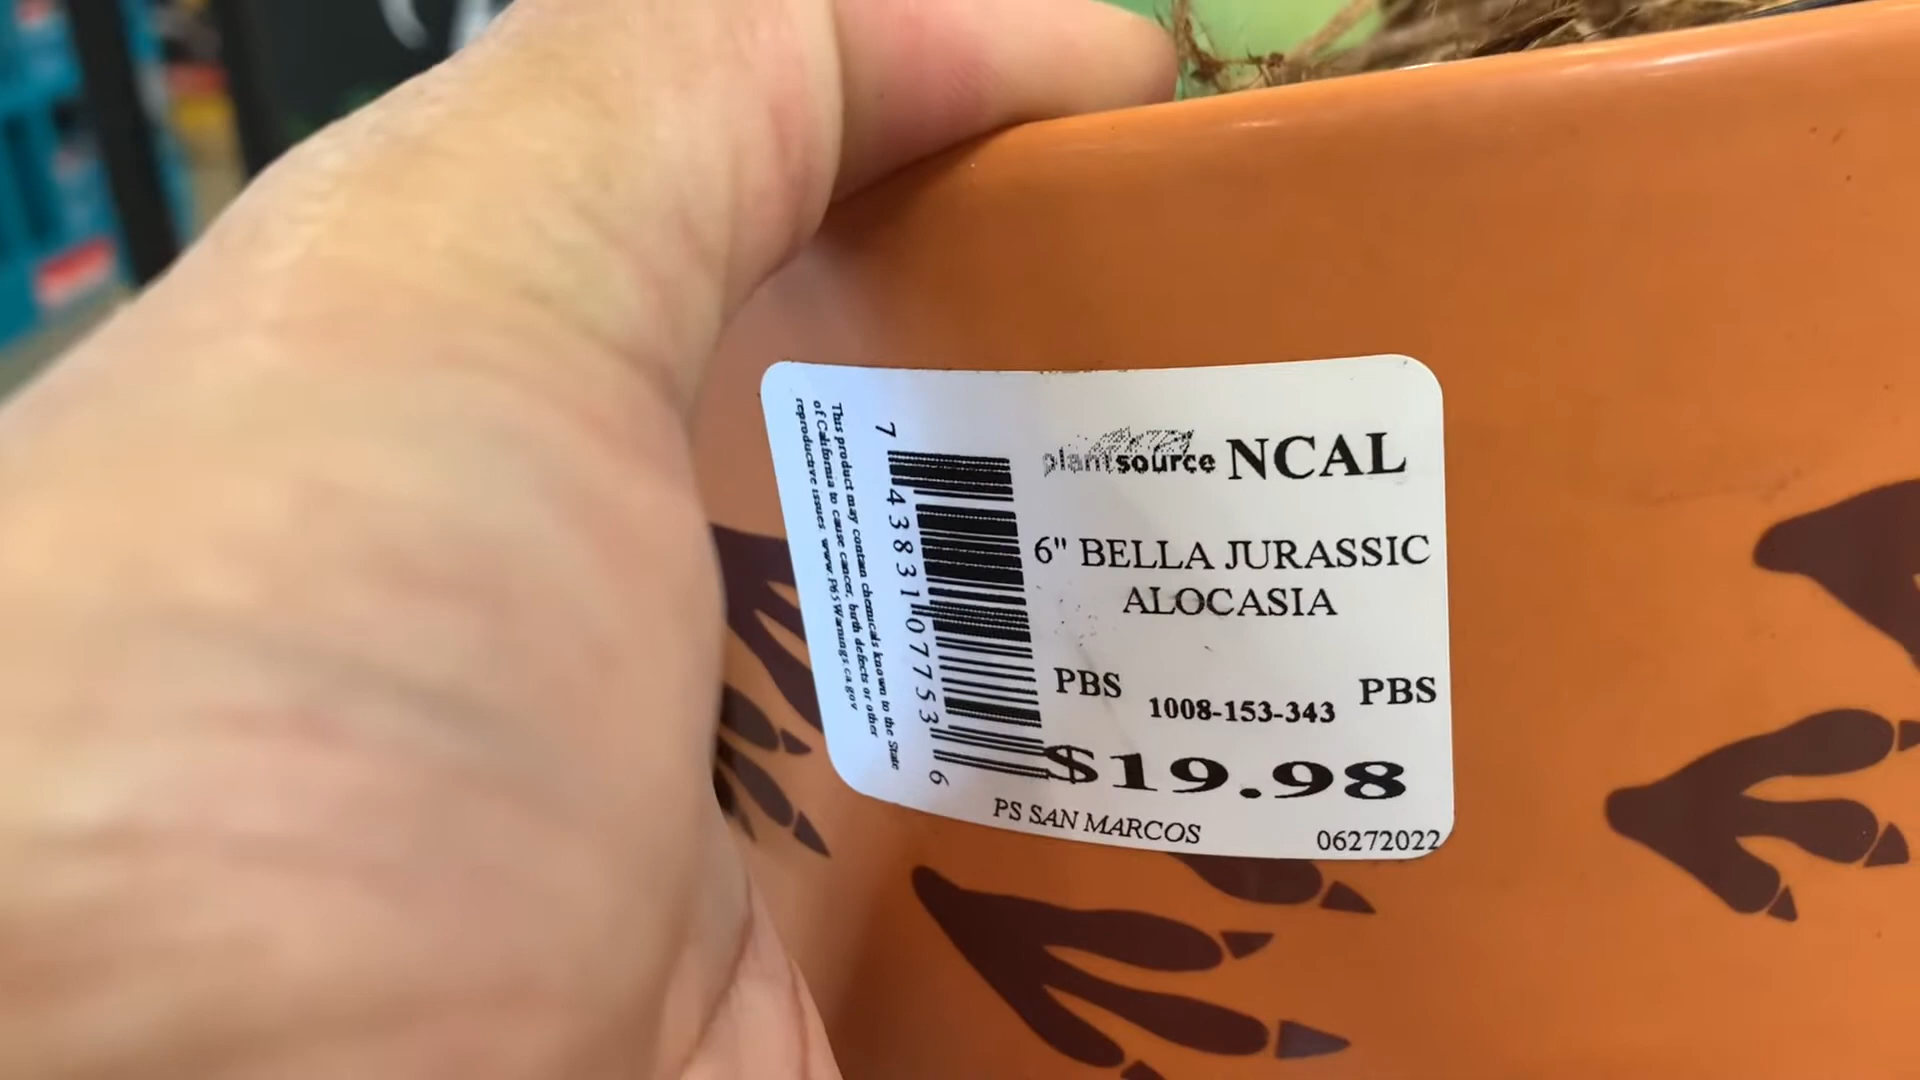 plantsource NCAL
6" BELLA JURASSIC
ALOCASIA
PBS 1008-153-343 PBS
$19.98
PS SAN MARCOS 06272022
7 43831 07753 6
This product may contain chemicals known to the State
of California to cause cancer, birth defects or other
reproductive issues. www.P65Warnings.ca.gov